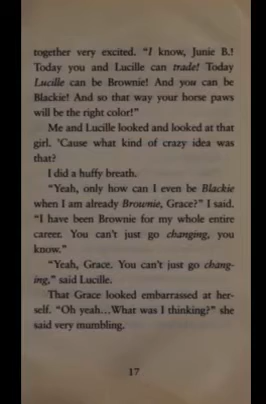 together very excited. “I know, Junie B.!
Today you and Lucille can trade! Today
Lucille can be Brownie! And you can be
Blackie! And so that way your horse paws
will be the right color!”
Me and Lucille looked and looked at that
girl. ’Cause what kind of crazy idea was
that?
I did a huffy breath.
“Yeah, only how can I even be Blackie
when I am already Brownie, Grace?” I said.
“I have been Brownie for my whole entire
career. You can’t just go changing, you
know.”
“Yeah, Grace. You can’t just go chang-
ing,” said Lucille.
That Grace looked embarrassed at her-
self. “Oh yeah…What was I thinking?” she
said very mumbling.
17